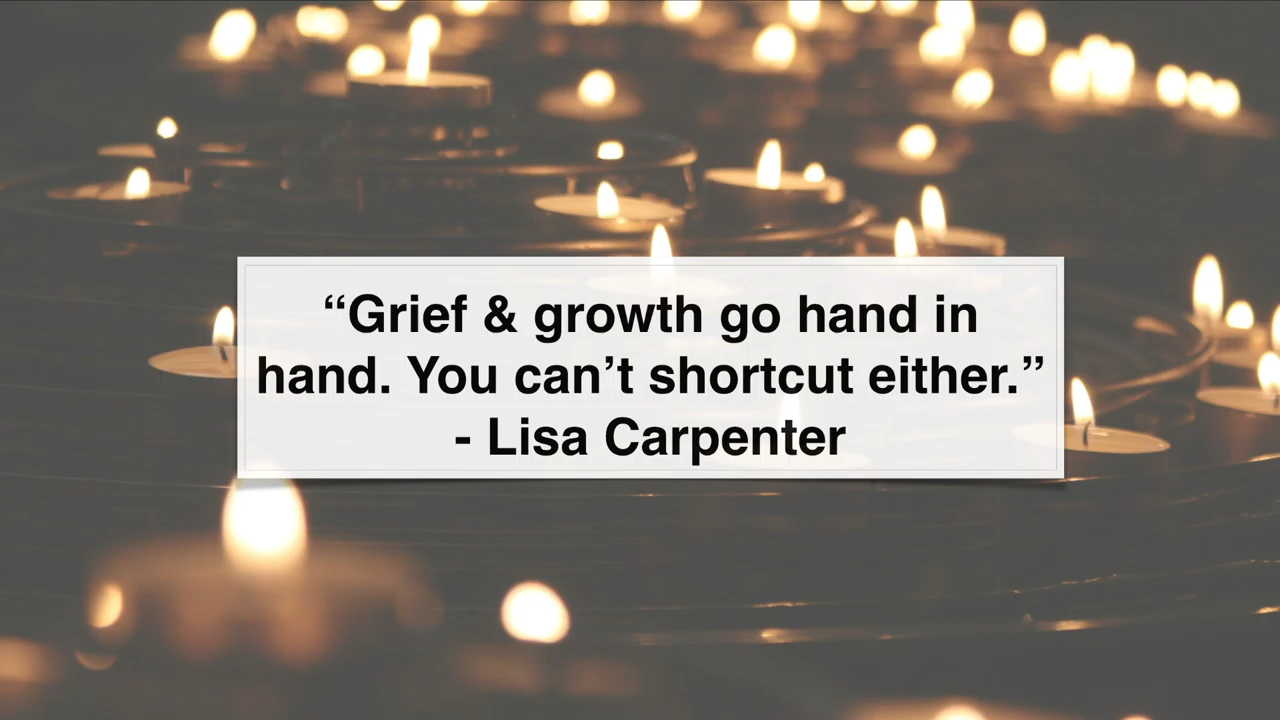 “Grief & growth go hand in
hand. You can’t shortcut either.”
- Lisa Carpenter